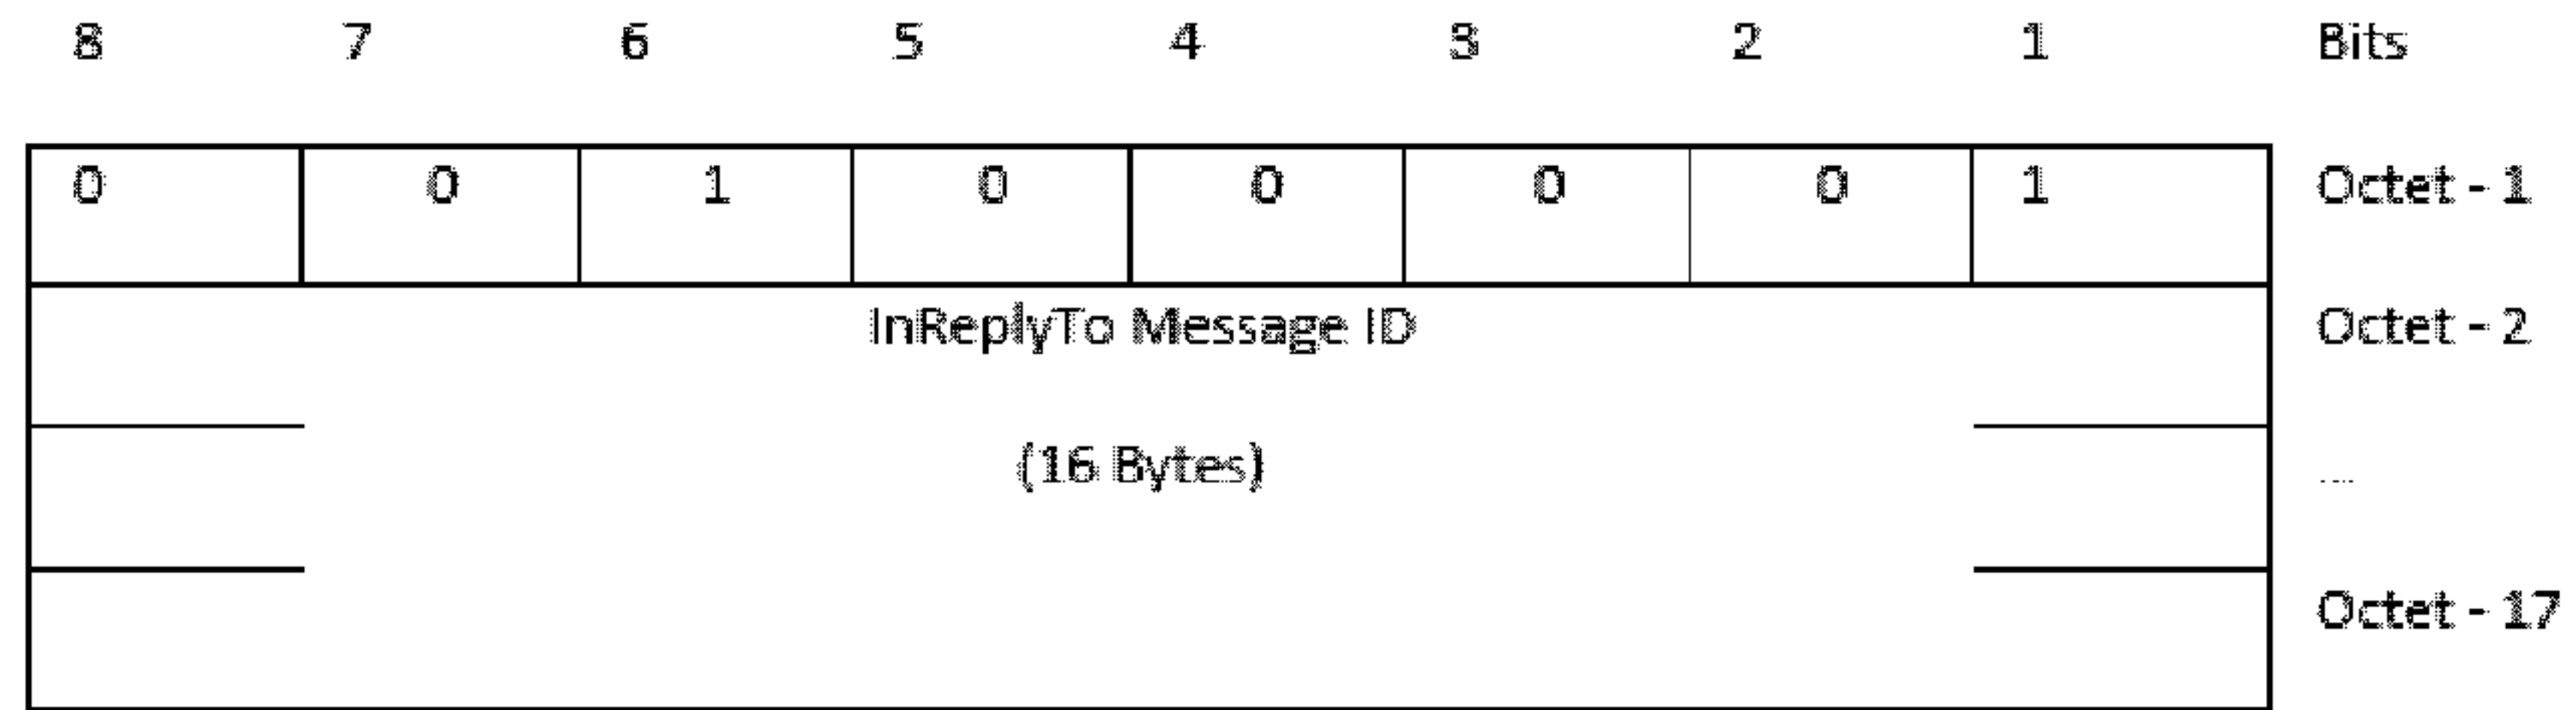 8 7 6 5 4 3 2 1 Bits
0 0 1 0 0 0 0 1 Octet - 1
InReplyTo Message ID Octet - 2
(16 Bytes) ...
Octet - 17